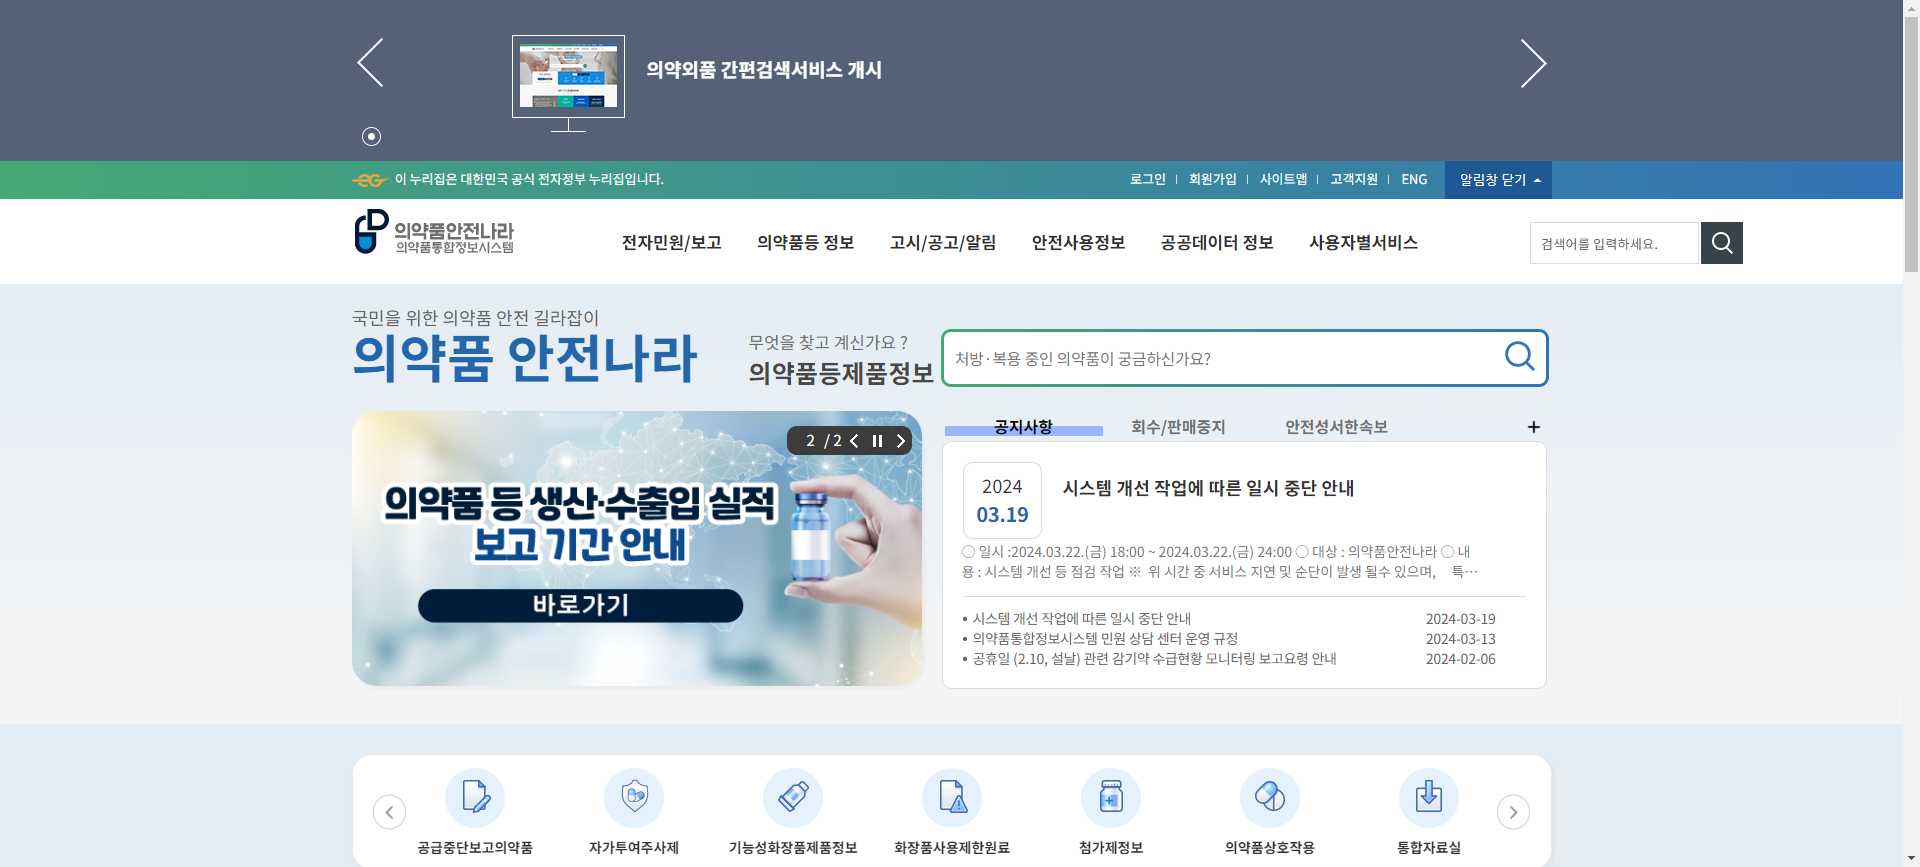 의약외품 간편검색서비스 개시
이 누리집은 대한민국 공식 전자정부 누리집입니다.
로그인 회원가입 사이트맵 고객지원 ENG 알림창 닫기
의약품안전나라
의약품통합정보시스템
전자민원/보고 의약품등 정보 고시/공고/알림 안전사용정보 공공데이터 정보 사용자별서비스
검색어를 입력하세요.
국민을 위한 의약품 안전 길라잡이
의약품 안전나라
무엇을 찾고 계신가요 ?
의약품등제품정보
처방·복용 중인 의약품이 궁금하신가요?
2 / 2
의약품 등 생산·수출입 실적
보고 기간 안내
바로가기
공지사항 회수/판매중지 안전성서한속보 +
2024
03.19
시스템 개선 작업에 따른 일시 중단 안내
○ 일시 :2024.03.22.(금) 18:00 ~ 2024.03.22.(금) 24:00 ○ 대상 : 의약품안전나라 ○ 내
용 : 시스템 개선 등 점검 작업 ※ 위 시간 중 서비스 지연 및 순단이 발생 될수 있으며, 특…
• 시스템 개선 작업에 따른 일시 중단 안내 2024-03-19
• 의약품통합정보시스템 민원 상담 센터 운영 규정 2024-03-13
• 공휴일 (2.10, 설날) 관련 감기약 수급현황 모니터링 보고요령 안내 2024-02-06
공급중단보고의약품 자가투여주사제 기능성화장품제품정보 화장품사용제한원료 첨가제정보 의약품상호작용 통합자료실